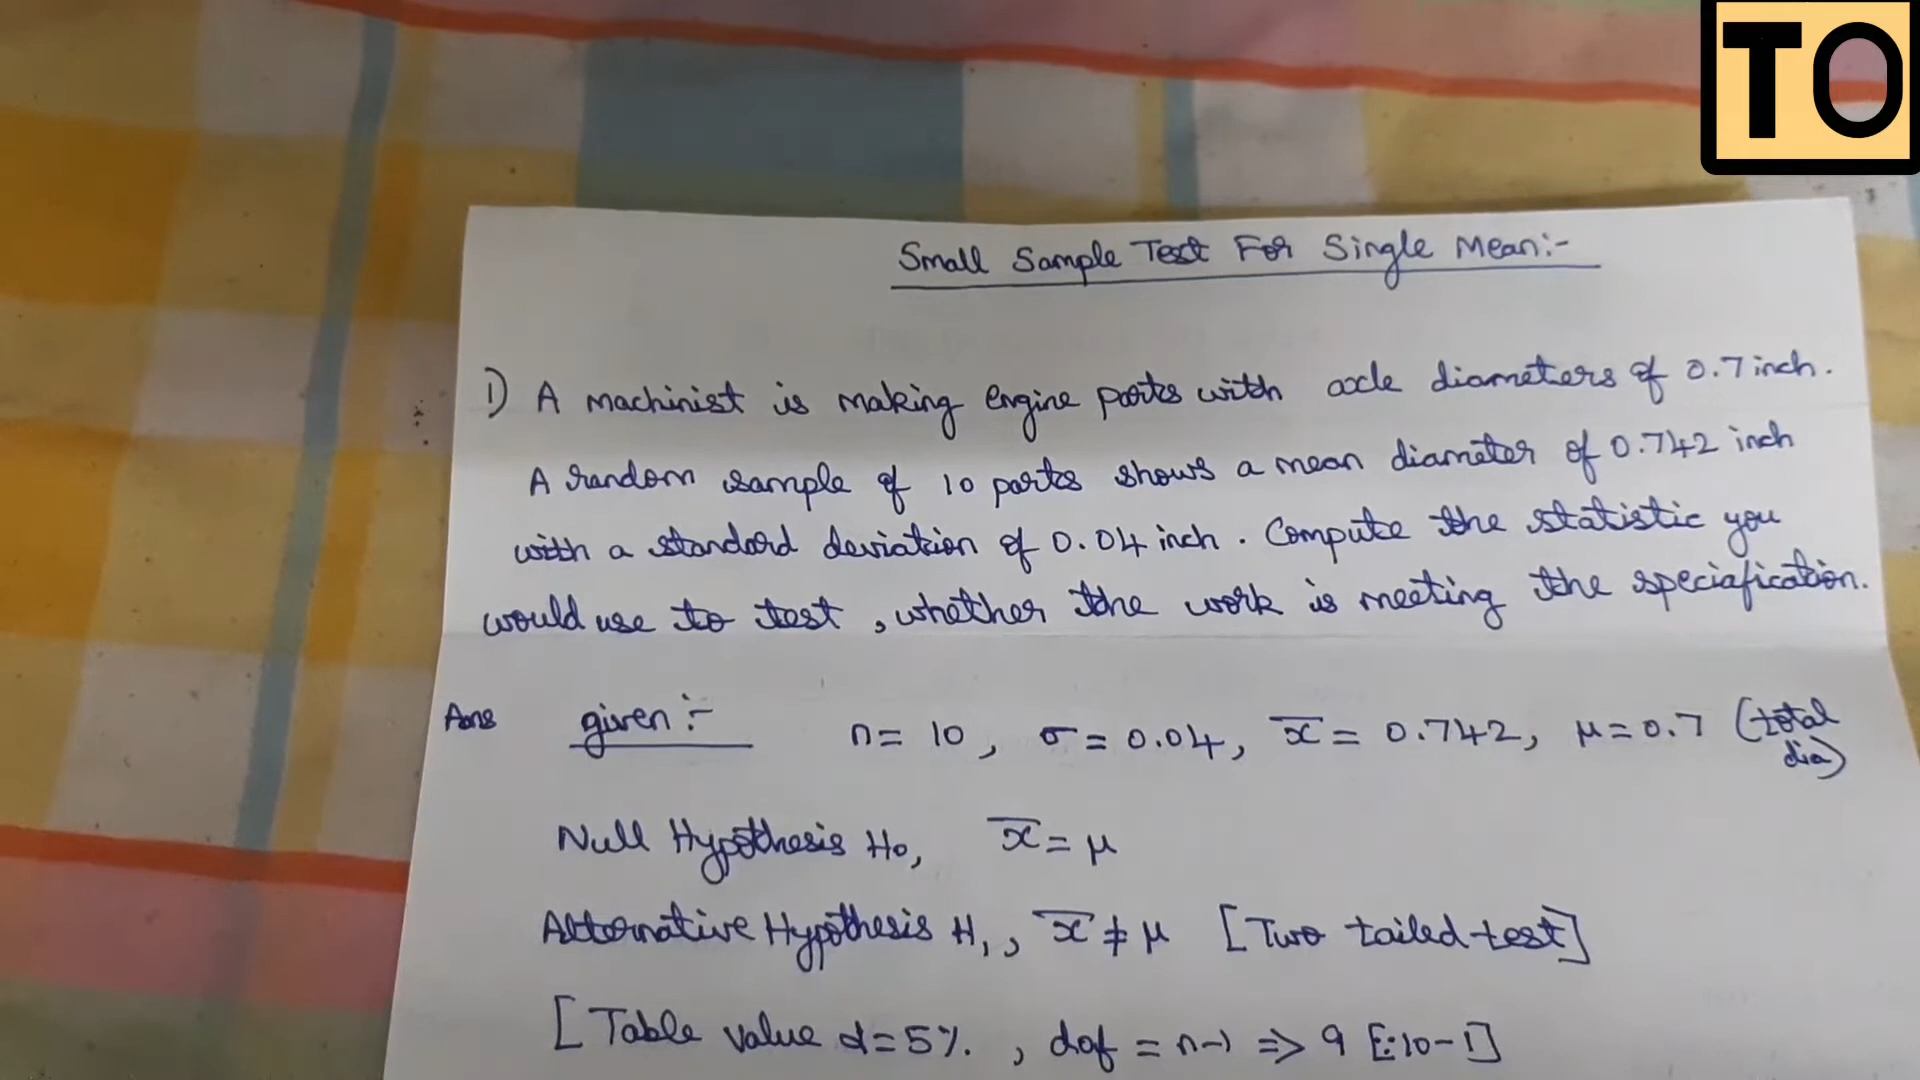 TO
Small Sample Test For Single Mean:-
1) A machinist is making engine parts with axle diameters of 0.7 inch.
A random sample of 10 parts shows a mean diameter of 0.742 inch
with a standard deviation of 0.04 inch. Compute the statistic you
would use to test, whether the work is meeting the speciafication.
Ans given :- n = 10, σ = 0.04, x̅ = 0.742, μ = 0.7 (total
dia)
Null Hypothesis H₀, x̅ = μ
Alternative Hypothesis H₁, x̅ ≠ μ [Two tailed test]
[Table value α = 5%. , dof = n-1 => 9 [∵ 10-1]